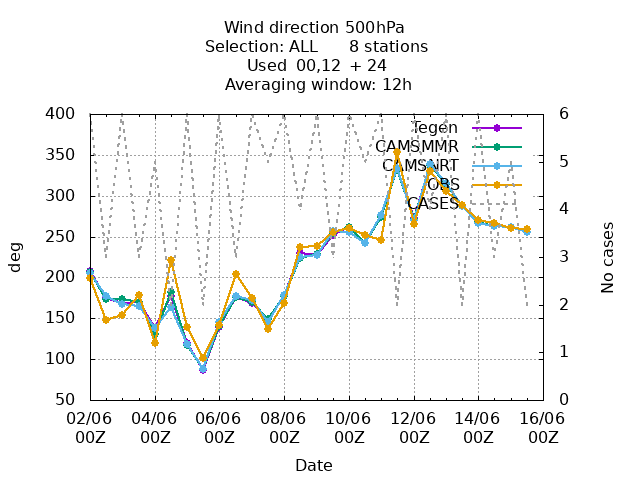 Wind direction 500hPa
Selection: ALL 8 stations
Used 00,12 + 24
Averaging window: 12h
400
350
300
250
200
150
100
50
deg
6
5
4
3
2
1
0
No cases
Tegen
CAMSMMR
CAMSNRT
OBS
CASES
02/06 04/06 06/06 08/06 10/06 12/06 14/06 16/06
00Z 00Z 00Z 00Z 00Z 00Z 00Z 00Z
Date